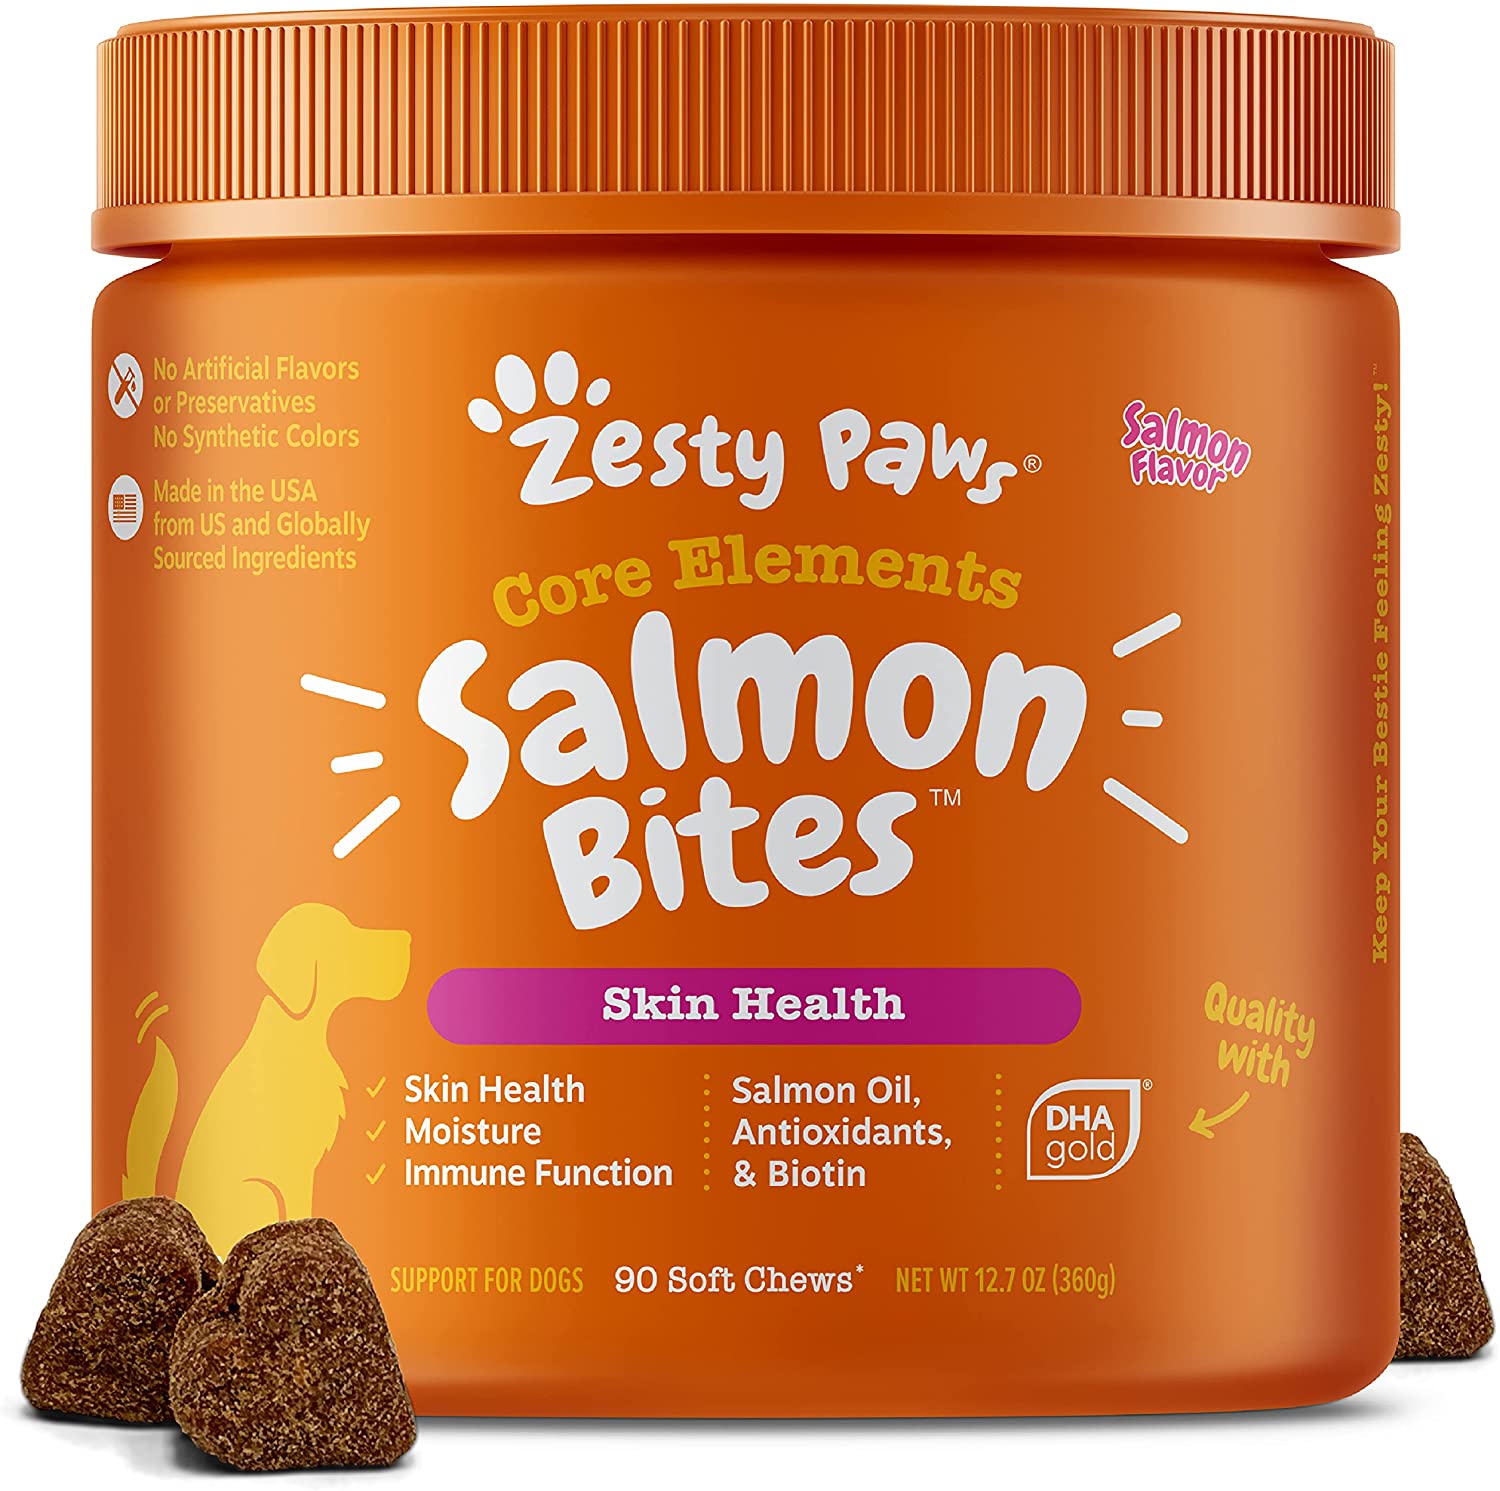 No Artificial Flavors
or Preservatives
No Synthetic Colors
Made in the USA
from US and Globally
Sourced Ingredients
Zesty Paws®
Salmon
Flavor
Core Elements
Salmon
Bites™
Skin Health
✓ Skin Health
✓ Moisture
✓ Immune Function
Salmon Oil,
Antioxidants,
& Biotin
DHA
gold®
Quality
with
SUPPORT FOR DOGS 90 Soft Chews* NET WT 12.7 OZ (360g)
Keep Your Bestie Feeling Zesty!™